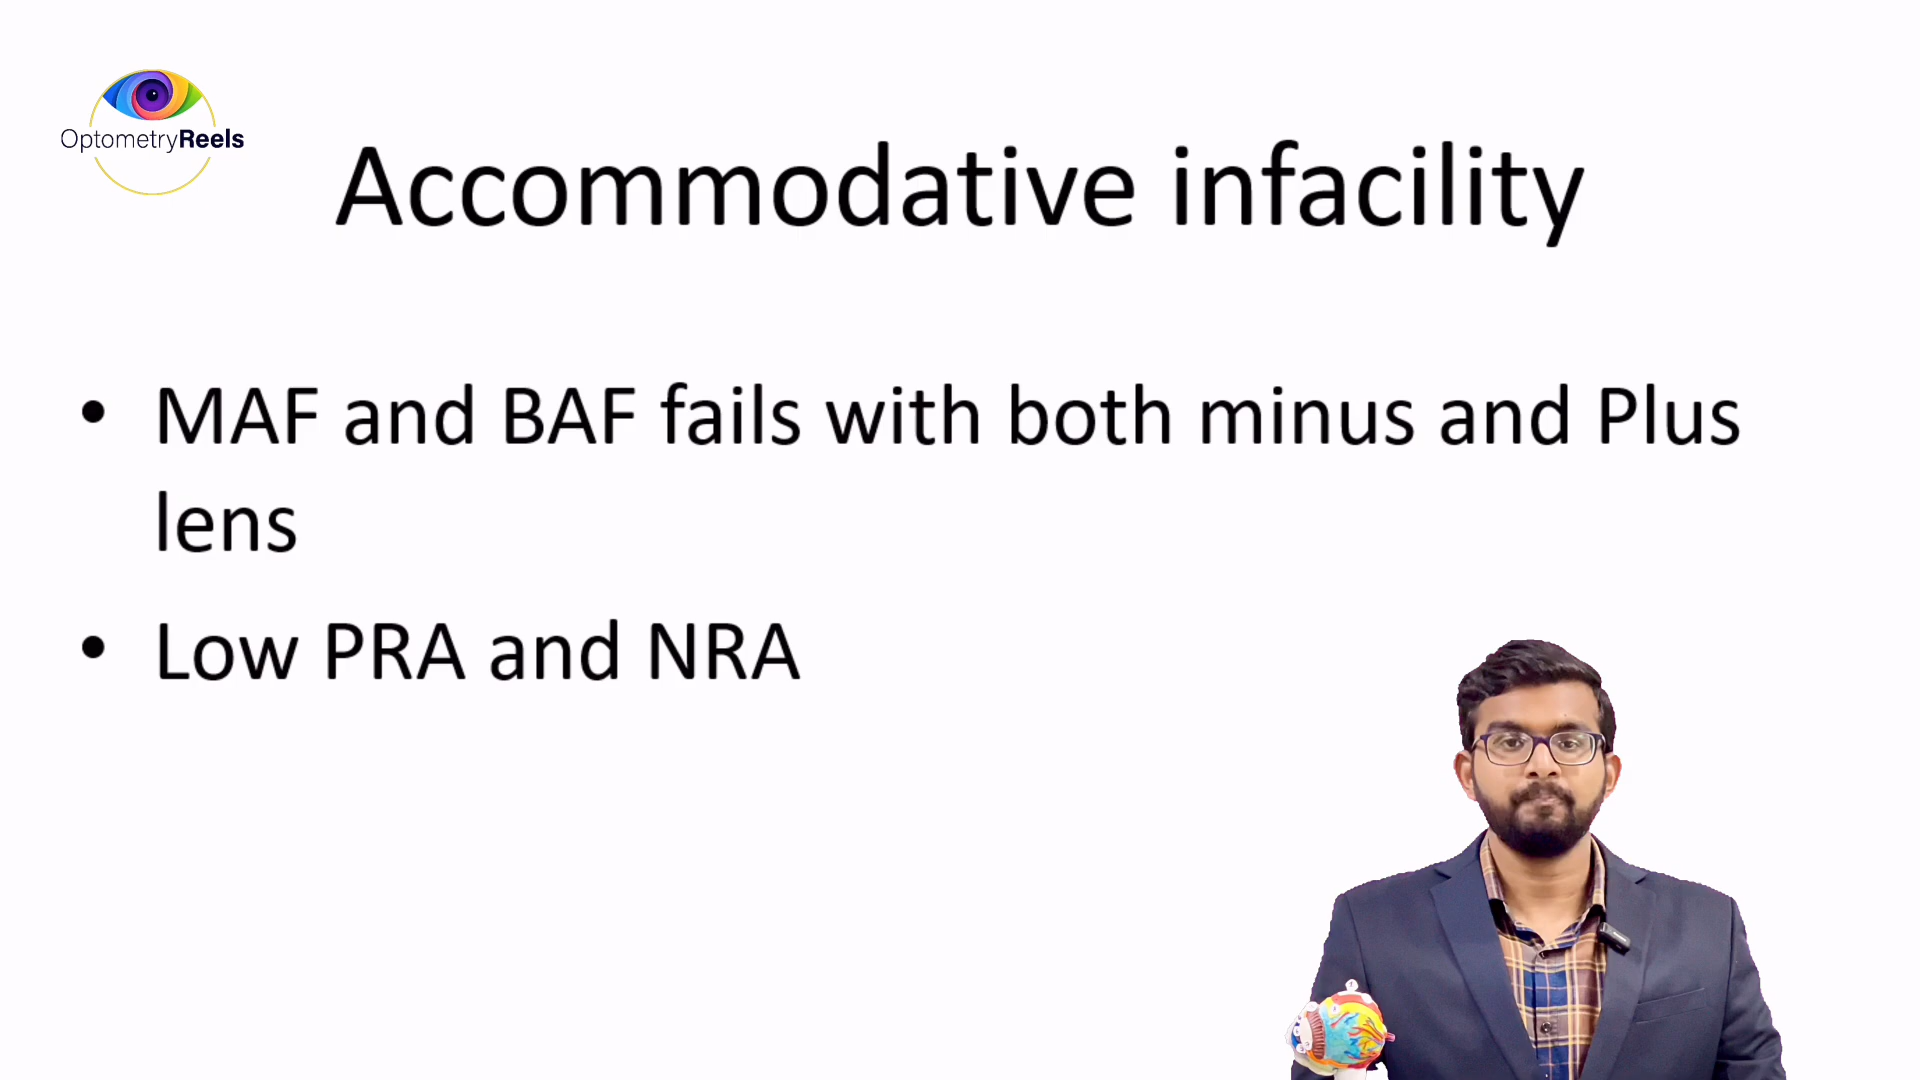 OptometryReels
Accommodative infacility
• MAF and BAF fails with both minus and Plus
lens
• Low PRA and NRA